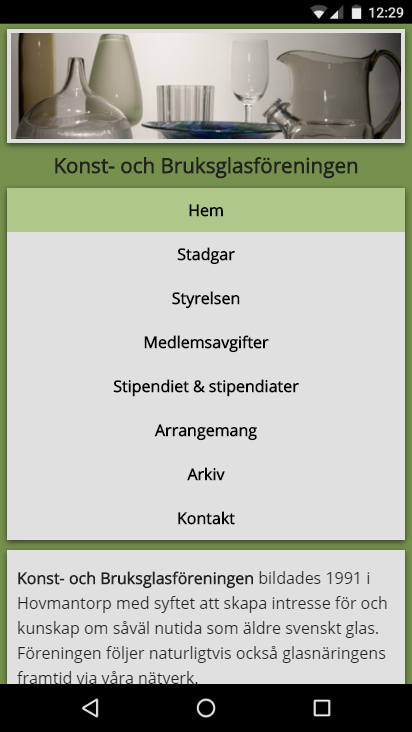 12:29
Konst- och Bruksglasföreningen
Hem
Stadgar
Styrelsen
Medlemsavgifter
Stipendiet & stipendiater
Arrangemang
Arkiv
Kontakt
Konst- och Bruksglasföreningen bildades 1991 i
Hovmantorp med syftet att skapa intresse för och
kunskap om såväl nutida som äldre svenskt glas.
Föreningen följer naturligtvis också glasnäringens
framtid via våra nätverk.